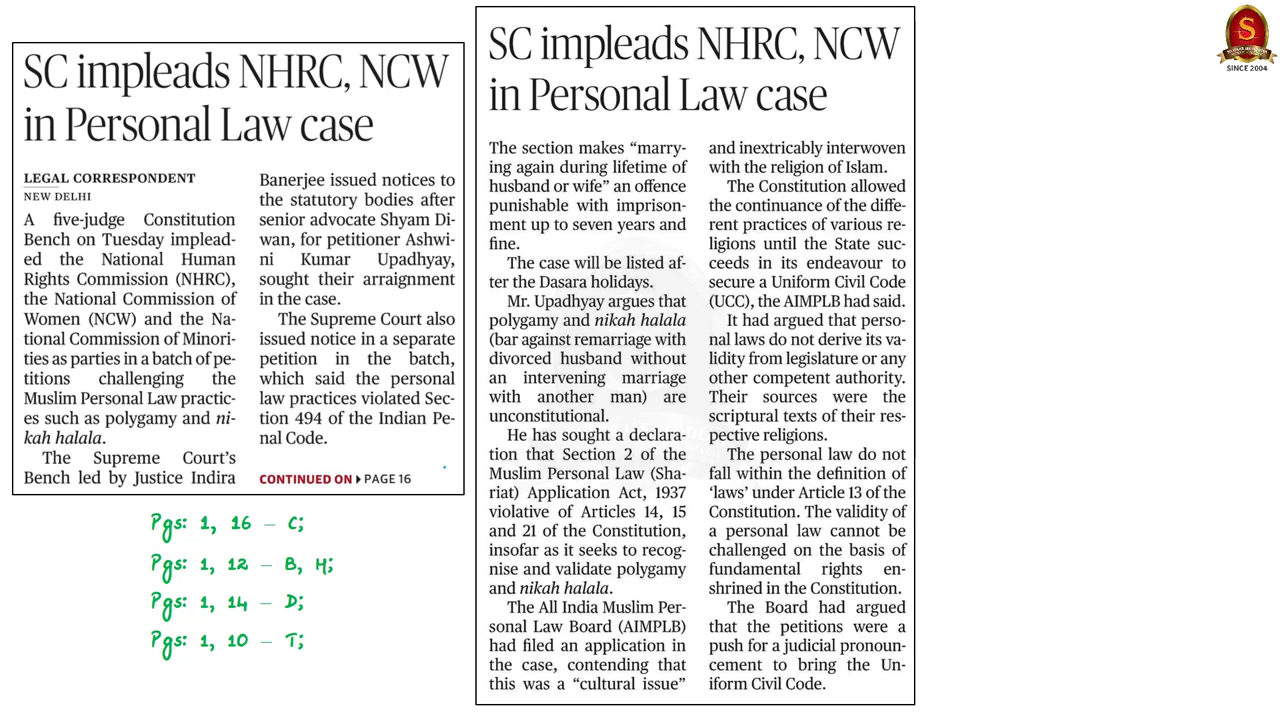 SC impleads NHRC, NCW
in Personal Law case
LEGAL CORRESPONDENT
NEW DELHI
A five-judge Constitution
Bench on Tuesday implead-
ed the National Human
Rights Commission (NHRC),
the National Commission of
Women (NCW) and the Na-
tional Commission of Minori-
ties as parties in a batch of pe-
titions challenging the
Muslim Personal Law practic-
es such as polygamy and ni-
kah halala.
The Supreme Court's
Bench led by Justice Indira
Banerjee issued notices to
the statutory bodies after
senior advocate Shyam Di-
wan, for petitioner Ashwi-
ni Kumar Upadhyay,
sought their arraignment
in the case.
The Supreme Court also
issued notice in a separate
petition in the batch,
which said the personal
law practices violated Sec-
tion 494 of the Indian Pe-
nal Code.
CONTINUED ON PAGE 16
Pgs: 1, 16 – C;
Pgs: 1, 12 – B, H;
Pgs: 1, 14 – D;
Pgs: 1, 10 – T;
SC impleads NHRC, NCW
in Personal Law case
The section makes “marry-
ing again during lifetime of
husband or wife” an offence
punishable with imprison-
ment up to seven years and
fine.
The case will be listed af-
ter the Dasara holidays.
Mr. Upadhyay argues that
polygamy and nikah halala
(bar against remarriage with
divorced husband without
an intervening marriage
with another man) are
unconstitutional.
He has sought a declara-
tion that Section 2 of the
Muslim Personal Law (Sha-
riat) Application Act, 1937
violative of Articles 14, 15
and 21 of the Constitution,
insofar as it seeks to recog-
nise and validate polygamy
and nikah halala.
The All India Muslim Per-
sonal Law Board (AIMPLB)
had filed an application in
the case, contending that
this was a “cultural issue”
and inextricably interwoven
with the religion of Islam.
The Constitution allowed
the continuance of the diffe-
rent practices of various re-
ligions until the State suc-
ceeds in its endeavour to
secure a Uniform Civil Code
(UCC), the AIMPLB had said.
It had argued that perso-
nal laws do not derive its va-
lidity from legislature or any
other competent authority.
Their sources were the
scriptural texts of their res-
pective religions.
The personal law do not
fall within the definition of
‘laws’ under Article 13 of the
Constitution. The validity of
a personal law cannot be
challenged on the basis of
fundamental rights en-
shrined in the Constitution.
The Board had argued
that the petitions were a
push for a judicial pronoun-
cement to bring the Un-
iform Civil Code.
S
SINCE 2004